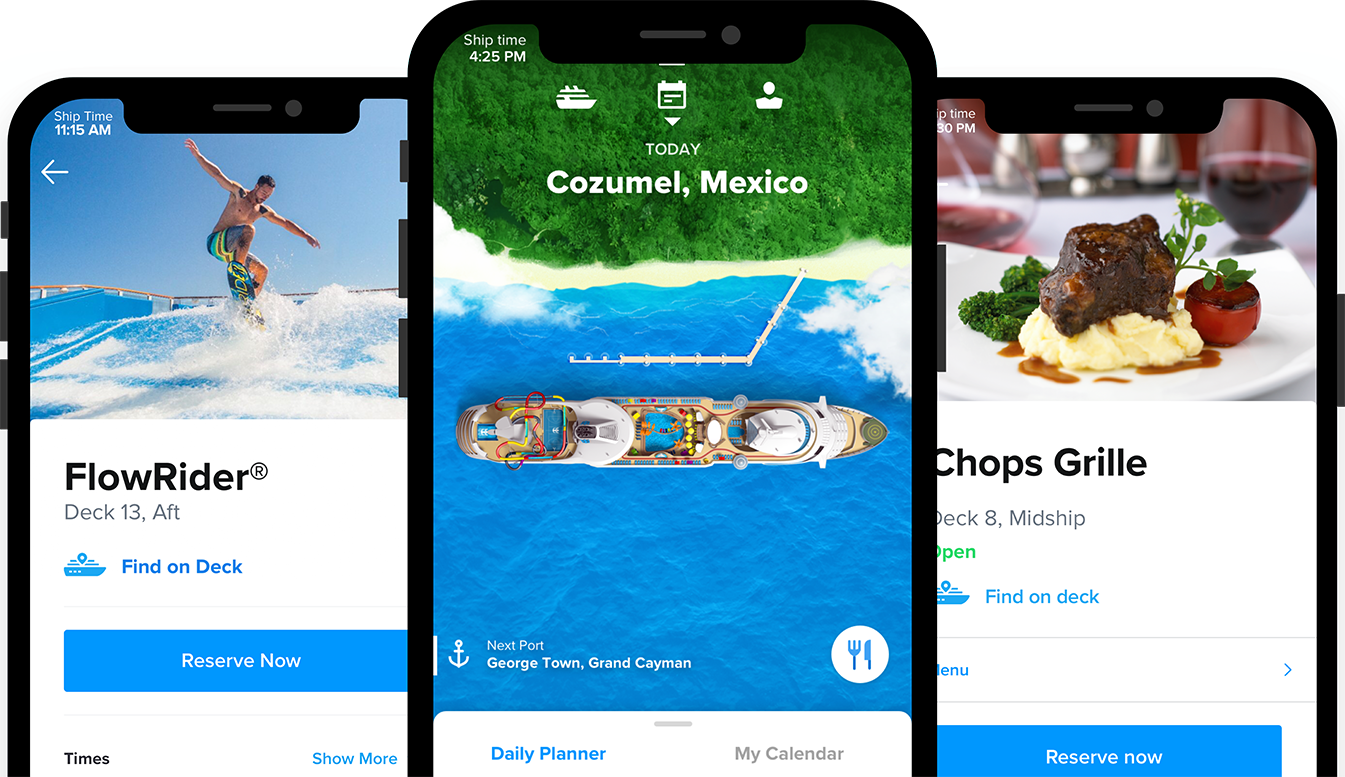 Ship Time
11:15 AM
FlowRider®
Deck 13, Aft
Find on Deck
Reserve Now
Times
Show More
Ship time
4:25 PM
TODAY
Cozumel, Mexico
Next Port
George Town, Grand Cayman
Daily Planner
My Calendar
ip time
30 PM
Chops Grille
Deck 8, Midship
Open
Find on deck
Menu
Reserve now